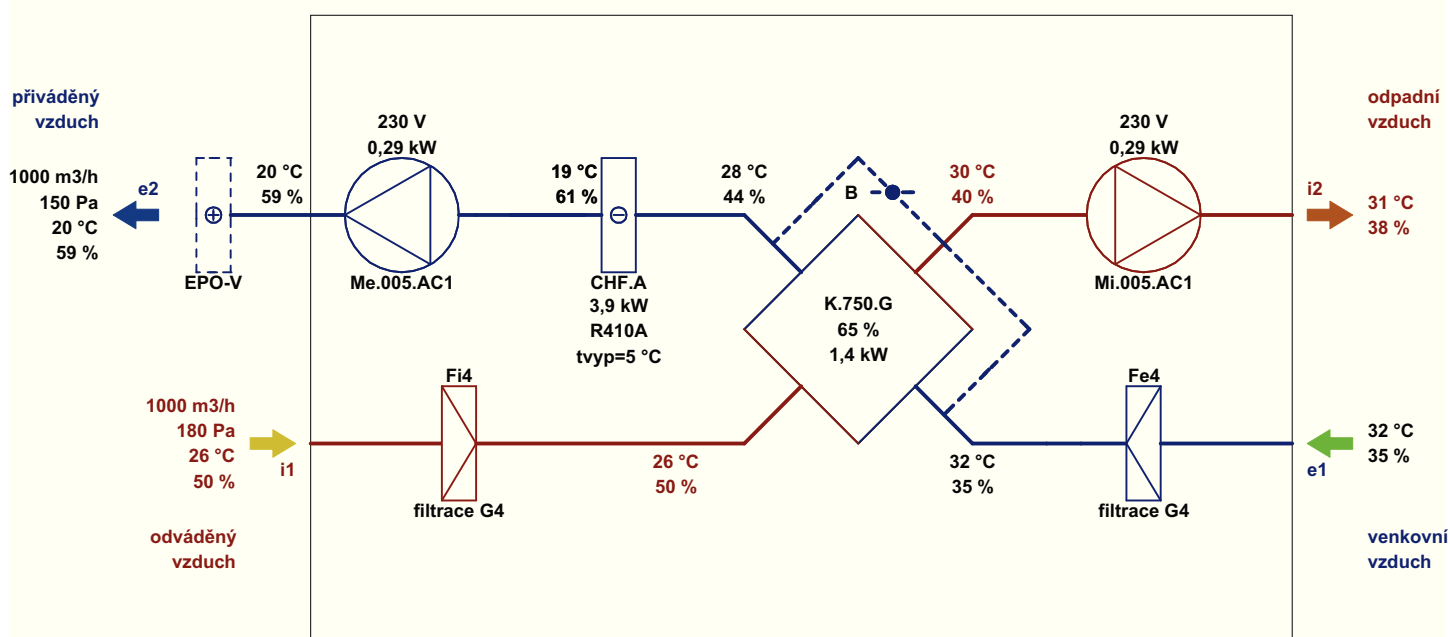 přiváděný
vzduch
1000 m3/h
150 Pa
20 °C
59 %
e2
EPO-V
20 °C
59 %
230 V
0,29 kW
Me.005.AC1
19 °C
61 %
CHF.A
3,9 kW
R410A
tvyp=5 °C
28 °C
44 %
B
K.750.G
65 %
1,4 kW
30 °C
40 %
230 V
0,29 kW
Mi.005.AC1
odpadní
vzduch
i2
31 °C
38 %
1000 m3/h
180 Pa
26 °C
50 %
i1
odváděný
vzduch
Fi4
filtrace G4
26 °C
50 %
32 °C
35 %
Fe4
filtrace G4
32 °C
35 %
e1
venkovní
vzduch